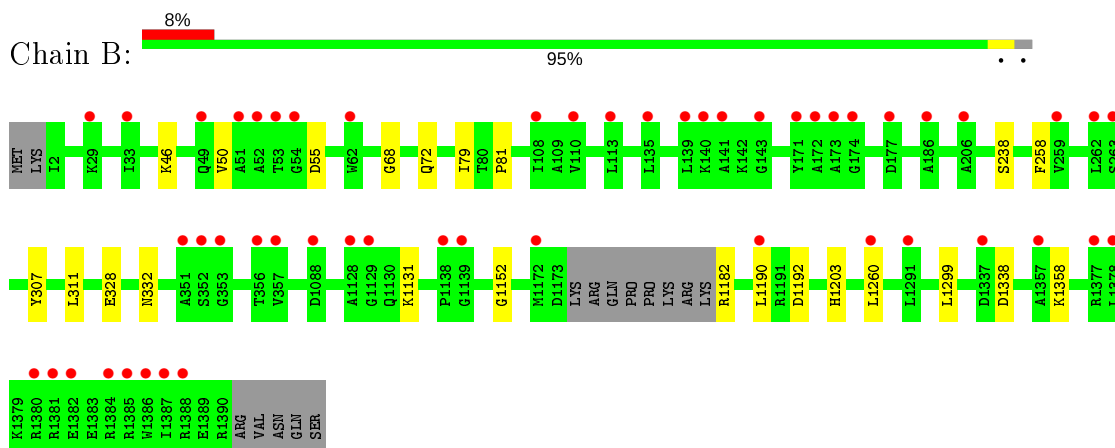 8%
Chain B:
95%
MET LYS I2 K29 I33 K46 Q49 V50 A51 A52 T53 G54 D55 W62 G68 Q72 I79 T80 P81 I108 A109 V110 L113 L135 L139 K140 A141 K142 G143 Y171 A172 A173 G174 D177 A186 A206 S238 F258 V259 L262 S263
Y307 L311 E328 N332 A351 S352 G353 T356 V357 D1088 A1128 G1129 Q1130 K1131 P1138 G1139 G1152 M1172 D1173 LYS ARG GLN PRO PRO LYS ARG LYS R1182 L1190 R1191 D1192 H1203 L1260 L1291 L1299 D1337 D1338 A1357 K1358 R1377 L1378
K1379 R1380 R1381 E1382 E1383 R1384 R1385 W1386 I1387 R1388 E1389 R1390 ARG VAL ASN GLN SER